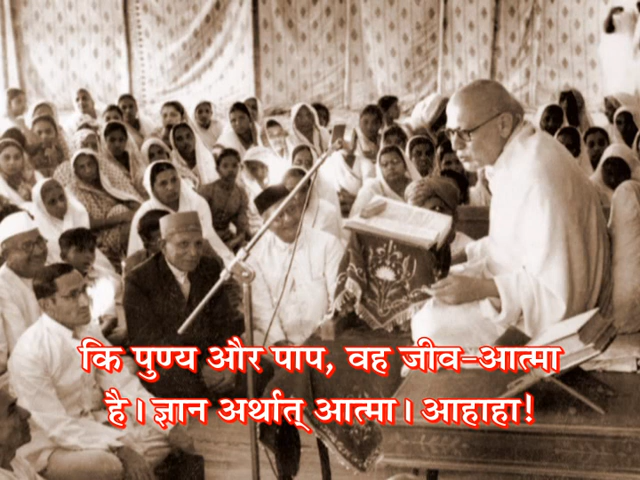 कि पुण्य और पाप, वह जीव-आत्मा
है। ज्ञान अर्थात् आत्मा। आहाहा!